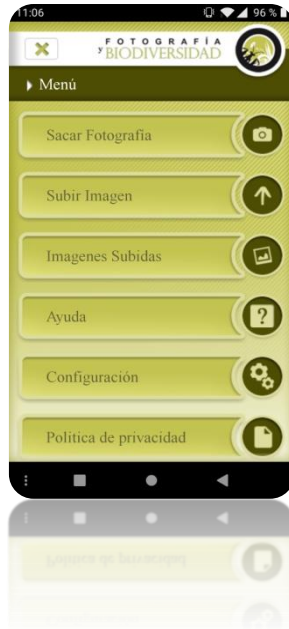 11:06 96 %
FOTOGRAFÍA
Y BIODIVERSIDAD
Menú
Sacar Fotografía
Subir Imagen
Imagenes Subidas
Ayuda
?
Configuración
Política de privacidad